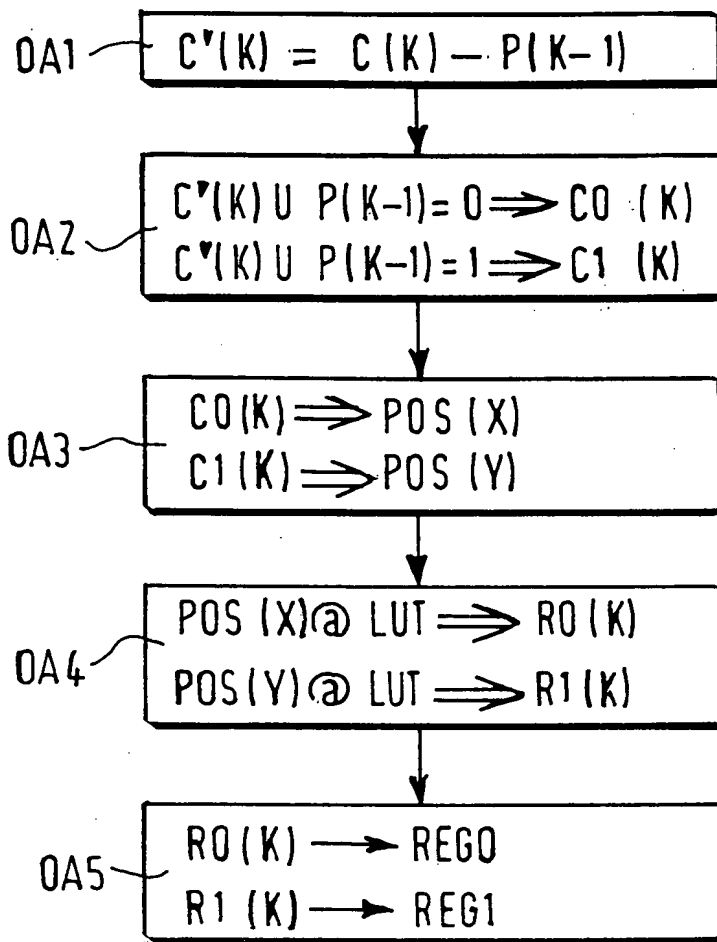 OA1 C'(K) = C(K) – P(K-1)
OA2
C'(K) U P(K-1) = 0 ⟹ C0 (K)
C'(K) U P(K-1) = 1 ⟹ C1 (K)
OA3
C0(K) ⟹ POS (X)
C1(K) ⟹ POS (Y)
OA4
POS (X)@ LUT ⟹ R0(K)
POS(Y)@ LUT ⟹ R1(K)
OA5
R0(K) → REG0
R1 (K) → REG1